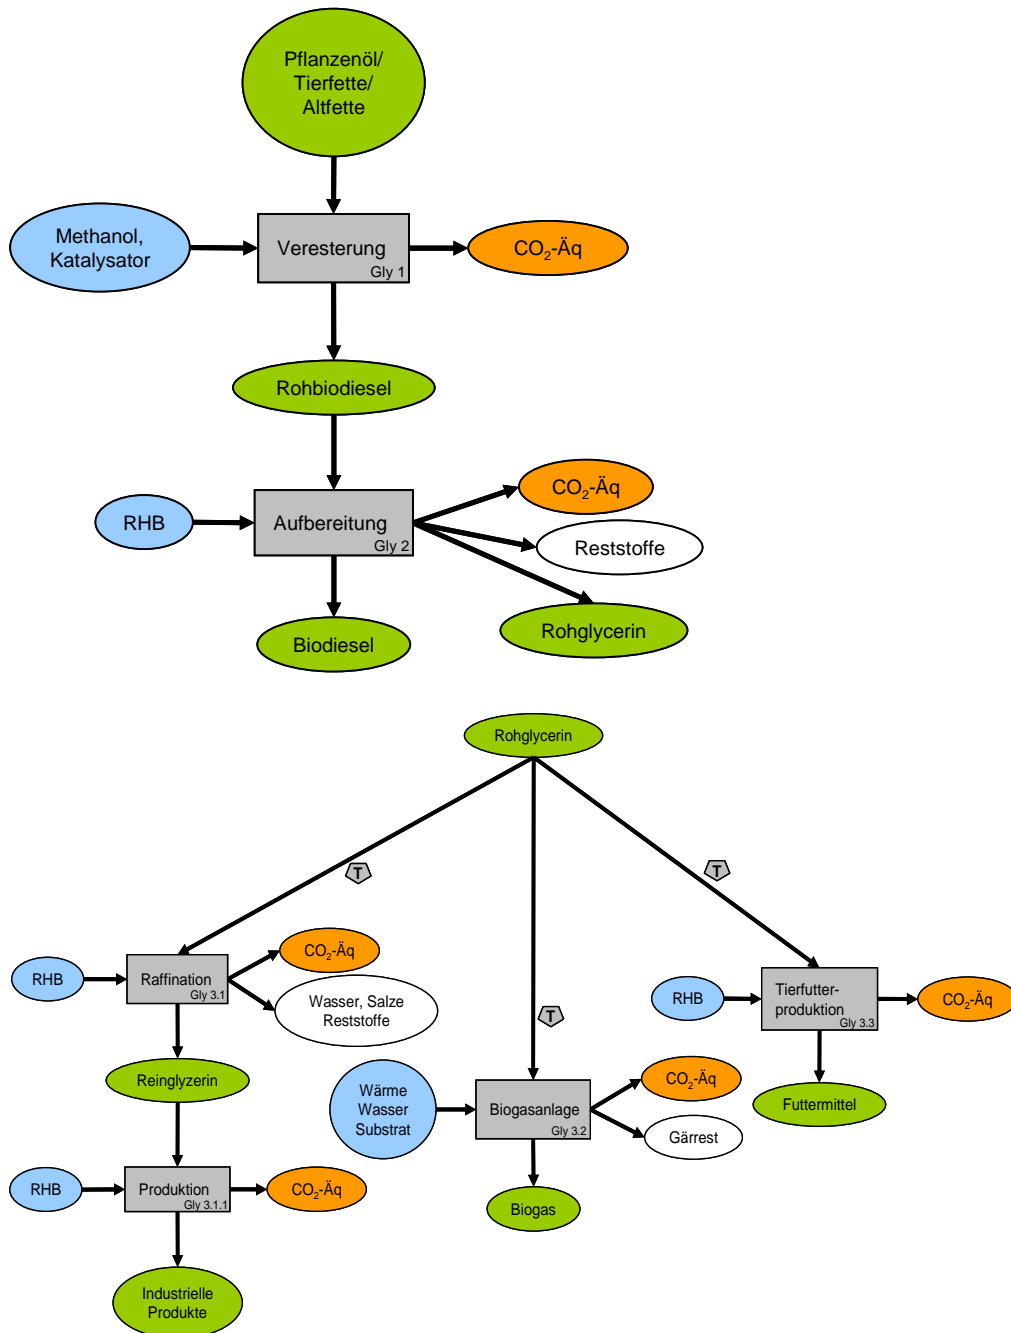 Pflanzenöl/
Tierfette/
Altfette
Methanol,
Katalysator
Veresterung
Gly 1
CO₂-Äq
Rohbiodiesel
RHB
Aufbereitung
Gly 2
CO₂-Äq
Reststoffe
Rohglycerin
Biodiesel
Rohglycerin
T
T
T
RHB
Raffination
Gly 3.1
CO₂-Äq
Wasser, Salze
Reststoffe
Reinglyzerin
RHB
Produktion
Gly 3.1.1
CO₂-Äq
Industrielle
Produkte
Wärme
Wasser
Substrat
Biogasanlage
Gly 3.2
CO₂-Äq
Gärrest
Biogas
RHB
Tierfutter-
produktion
Gly 3.3
CO₂-Äq
Futtermittel